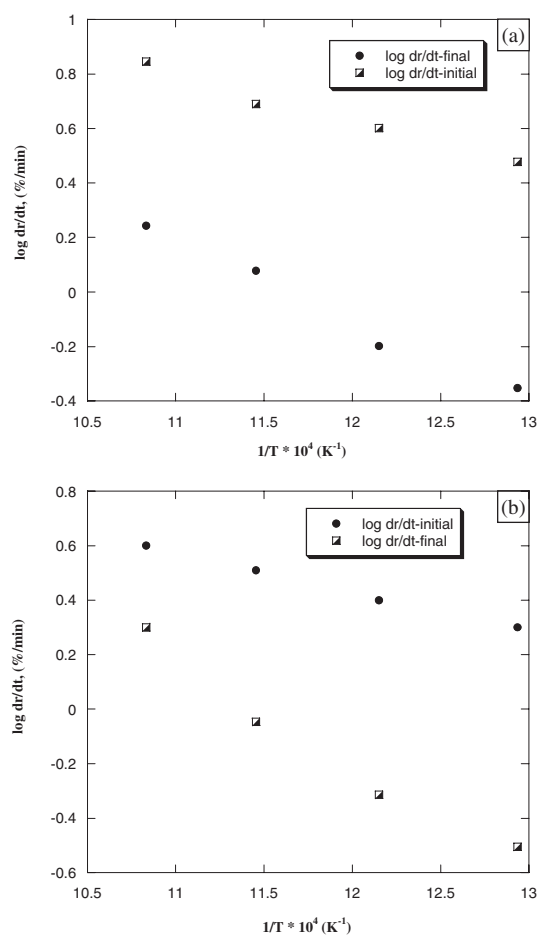 (a)
log dr/dt-final
log dr/dt-initial
log dr/dt, (%/min)
1
0.8
0.6
0.4
0.2
0
-0.2
-0.4
10.5 11 11.5 12 12.5 13
1/T * 10⁴ (K⁻¹)
(b)
log dr/dt-initial
log dr/dt-final
log dr/dt, (%/min)
0.8
0.6
0.4
0.2
0
-0.2
-0.4
-0.6
10.5 11 11.5 12 12.5 13
1/T * 10⁴ (K⁻¹)